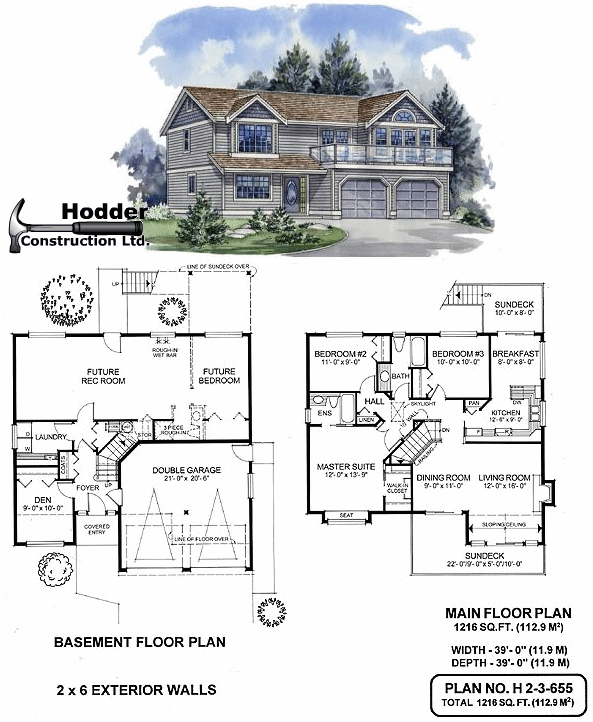 Hodder
Construction Ltd.
LINE OF SUNDECK OVER
UP
ROUGH-IN
WET BAR
FUTURE
REC ROOM
FUTURE
BEDROOM
3 PIECE
ROUGH-IN
STOR
LAUNDRY
COATS
UP
DEN
9'- 0" x 10'- 0"
FOYER
COVERED
ENTRY
DOUBLE GARAGE
21'- 0" x 20'- 6"
LINE OF FLOOR OVER
BASEMENT FLOOR PLAN
2 x 6 EXTERIOR WALLS
DN
SUNDECK
10'- 0" x 8'- 0"
BEDROOM #2
11'- 0" x 9'- 0"
BATH
BEDROOM #3
10'- 0" x 10'- 0"
BREAKFAST
8'- 0" x 8'- 0"
ENS
HALL
LINEN
SKYLIGHT
PAN
DW
KITCHEN
12'- 6" x 9'- 0"
DN
RAILING
MASTER SUITE
12'- 0" x 13'- 9"
WALK-IN
CLOSET
DINING ROOM
9'- 0" x 11'- 0"
LIVING ROOM
12'- 0" x 16'- 0"
SEAT
SLOPING CEILING
SUNDECK
22'- 0"/9'- 0" x 5'- 0"/10'- 0"
MAIN FLOOR PLAN
1216 SQ.FT. (112.9 M²)
WIDTH - 39'- 0" (11.9 M)
DEPTH - 39'- 0" (11.9 M)
PLAN NO. H 2-3-655
TOTAL 1216 SQ. FT. (112.9 M²)